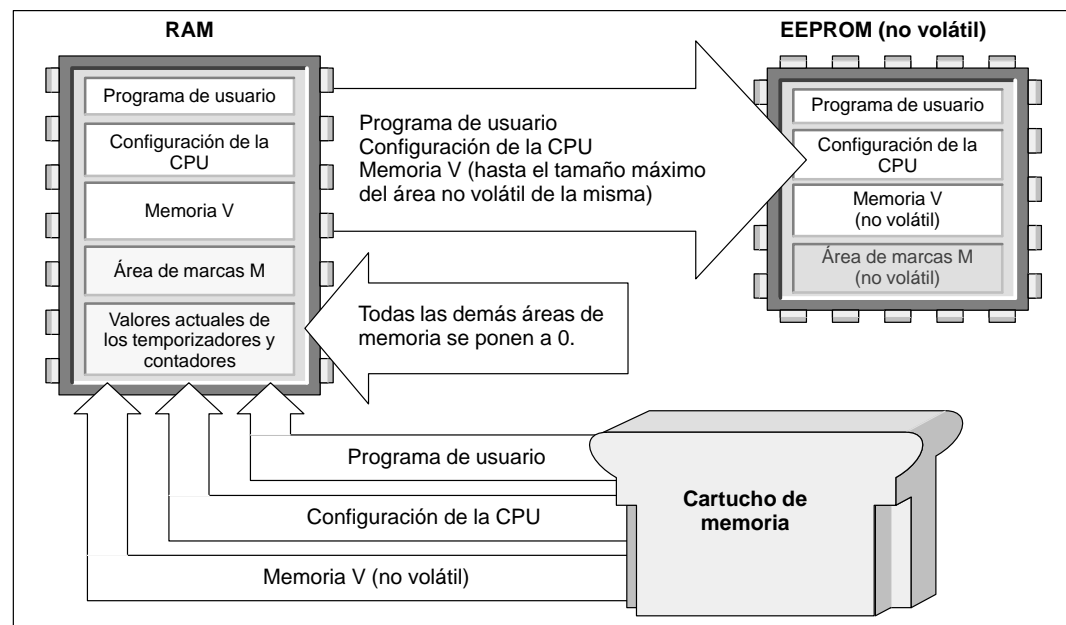 RAM
EEPROM (no volátil)
Programa de usuario
Configuración de la
CPU
Memoria V
Área de marcas M
Valores actuales de
los temporizadores y
contadores
Programa de usuario
Configuración de la CPU
Memoria V (hasta el tamaño máximo
del área no volátil de la misma)
Programa de usuario
Configuración de la
CPU
Memoria V
(no volátil)
Área de marcas M
(no volátil)
Todas las demás áreas de
memoria se ponen a 0.
Programa de usuario
Configuración de la CPU
Memoria V (no volátil)
Cartucho de
memoria